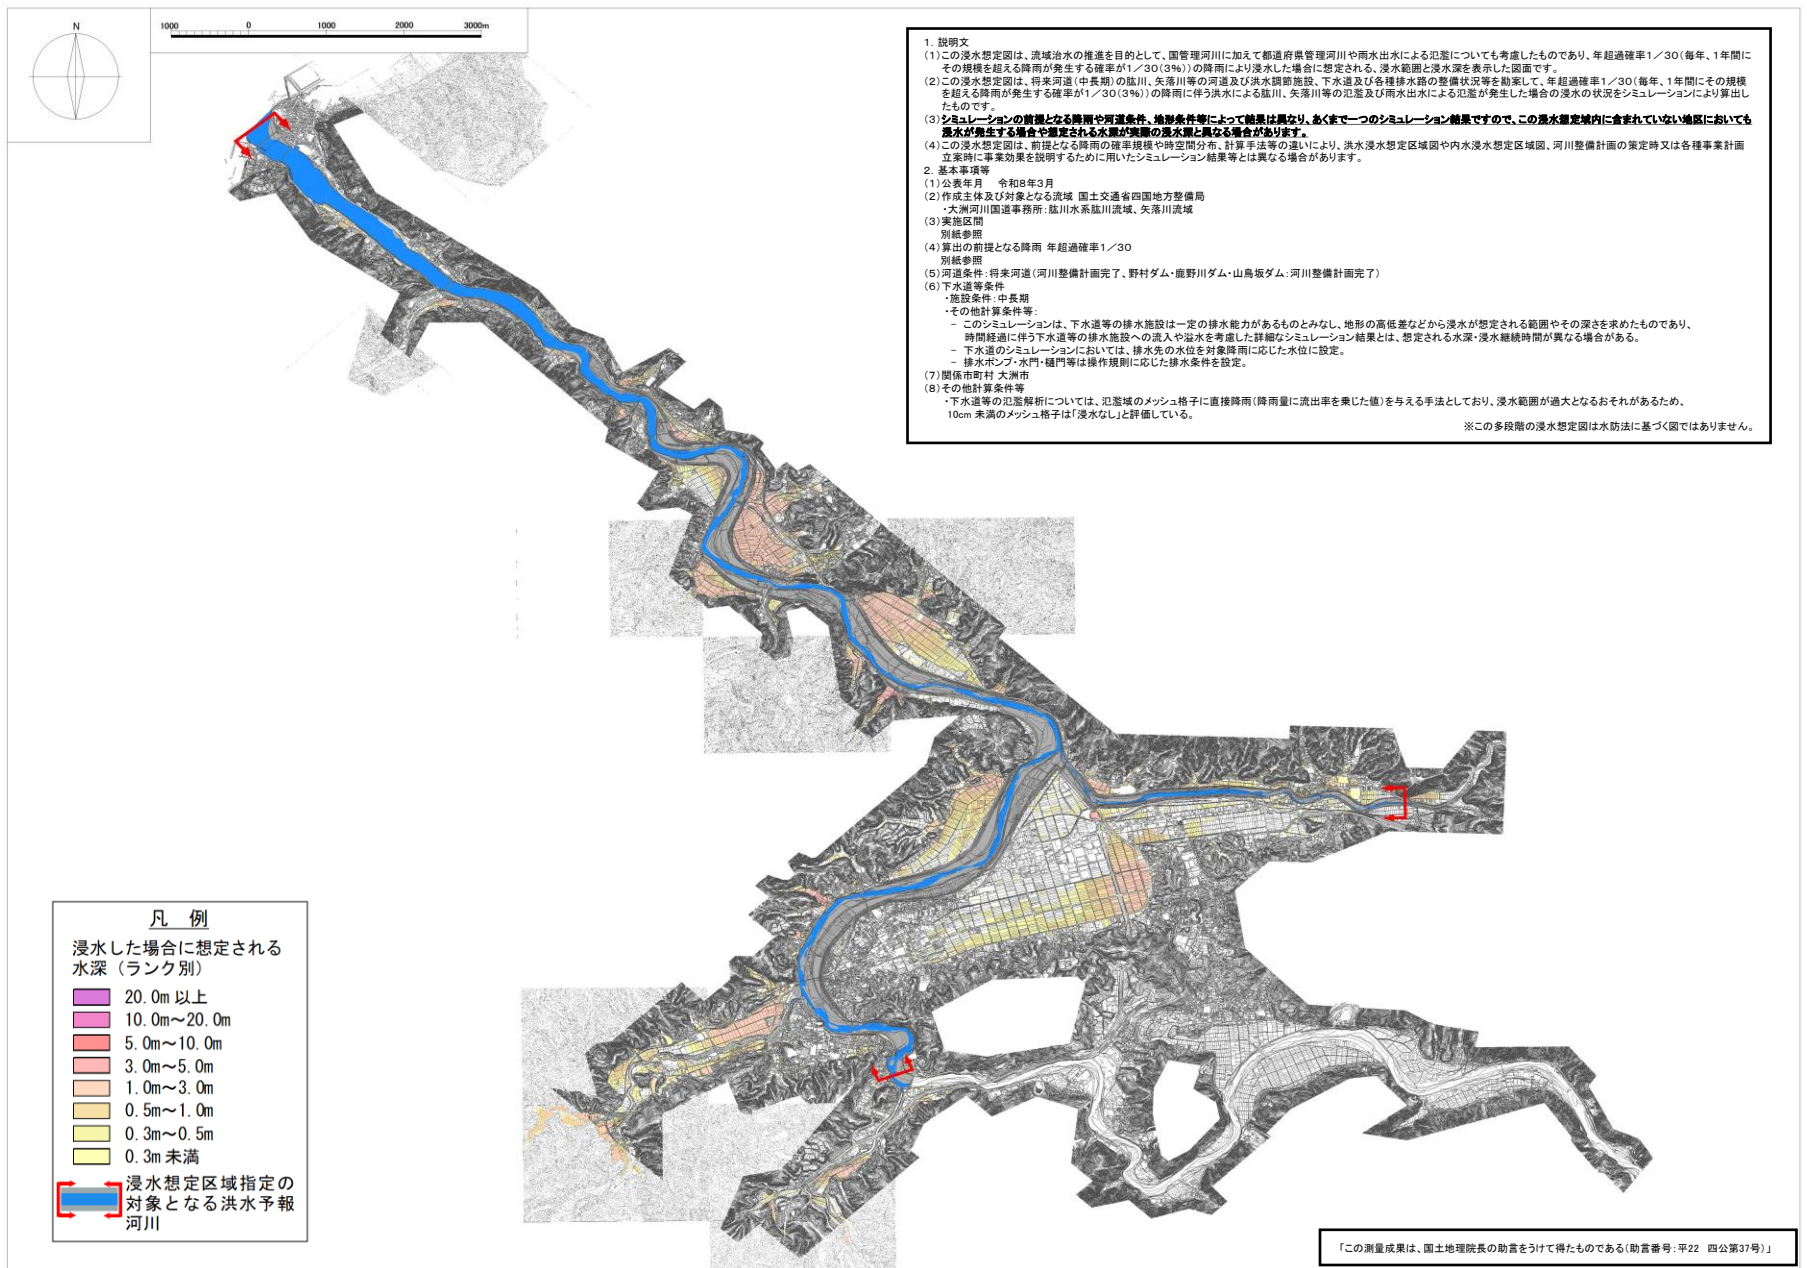 N
1000 0 1000 2000 3000m
1. 説明文
(1)この浸水想定図は、流域治水の推進を目的として、国管理河川に加えて都道府県管理河川や雨水出水による氾濫についても考慮したものであり、年超過確率1／30(毎年、1年間に
その規模を超える降雨が発生する確率が1／30(3%))の降雨により浸水した場合に想定される、浸水範囲と浸水深を表示した図面です。
(2)この浸水想定図は、将来河道(中長期)の肱川、矢落川等の河道及び洪水調節施設、下水道及び各種排水路の整備状況等を勘案して、年超過確率1／30(毎年、1年間にその規模
を超える降雨が発生する確率が1／30(3%))の降雨に伴う洪水による肱川、矢落川等の氾濫及び雨水出水による氾濫が発生した場合の浸水の状況をシミュレーションにより算出し
たものです。
(3)シミュレーションの前提となる降雨や河道条件、地形条件等によって結果は異なり、あくまで一つのシミュレーション結果ですので、この浸水想定域内に含まれていない地区においても
浸水が発生する場合や想定される水深が実際の浸水深と異なる場合があります。
(4)この浸水想定図は、前提となる降雨の確率規模や時空間分布、計算手法等の違いにより、洪水浸水想定区域図や内水浸水想定区域図、河川整備計画の策定時又は各種事業計画
立案時に事業効果を説明するために用いたシミュレーション結果等とは異なる場合があります。
2. 基本事項等
(1)公表年月 令和8年3月
(2)作成主体及び対象となる流域 国土交通省四国地方整備局
・大洲河川国道事務所：肱川水系肱川流域、矢落川流域
(3)実施区間
別紙参照
(4)算出の前提となる降雨 年超過確率1／30
別紙参照
(5)河道条件：将来河道(河川整備計画完了、野村ダム・鹿野川ダム・山鳥坂ダム：河川整備計画完了)
(6)下水道等条件
・施設条件：中長期
・その他計算条件等：
− このシミュレーションは、下水道等の排水施設は一定の排水能力があるものとみなし、地形の高低差などから浸水が想定される範囲やその深さを求めたものであり、
時間経過に伴う下水道等の排水施設への流入や溢水を考慮した詳細なシミュレーション結果とは、想定される水深・浸水継続時間が異なる場合がある。
− 下水道のシミュレーションにおいては、排水先の水位を対象降雨に応じた水位に設定。
− 排水ポンプ・水門・樋門等は操作規則に応じた排水条件を設定。
(7)関係市町村 大洲市
(8)その他計算条件等
・下水道等の氾濫解析については、氾濫域のメッシュ格子に直接降雨(降雨量に流出率を乗じた値)を与える手法としており、浸水範囲が過大となるおそれがあるため、
10cm 未満のメッシュ格子は「浸水なし」と評価している。
※この多段階の浸水想定図は水防法に基づく図ではありません。
凡 例
浸水した場合に想定される
水深（ランク別）
20.0m 以上
10.0m～20.0m
5.0m～10.0m
3.0m～5.0m
1.0m～3.0m
0.5m～1.0m
0.3m～0.5m
0.3m 未満
浸水想定区域指定の
対象となる洪水予報
河川
「この測量成果は、国土地理院長の助言をうけて得たものである(助言番号：平22 四公第37号)」